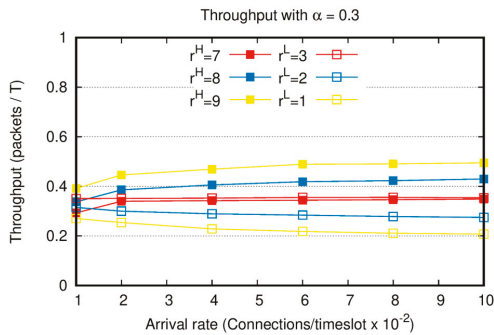 Throughput with α = 0.3
Throughput (packets / T)
1
0.8
0.6
0.4
0.2
0
r^H=7 r^L=3
r^H=8 r^L=2
r^H=9 r^L=1
1 2 3 4 5 6 7 8 9 10
Arrival rate (Connections/timeslot x 10^-2)